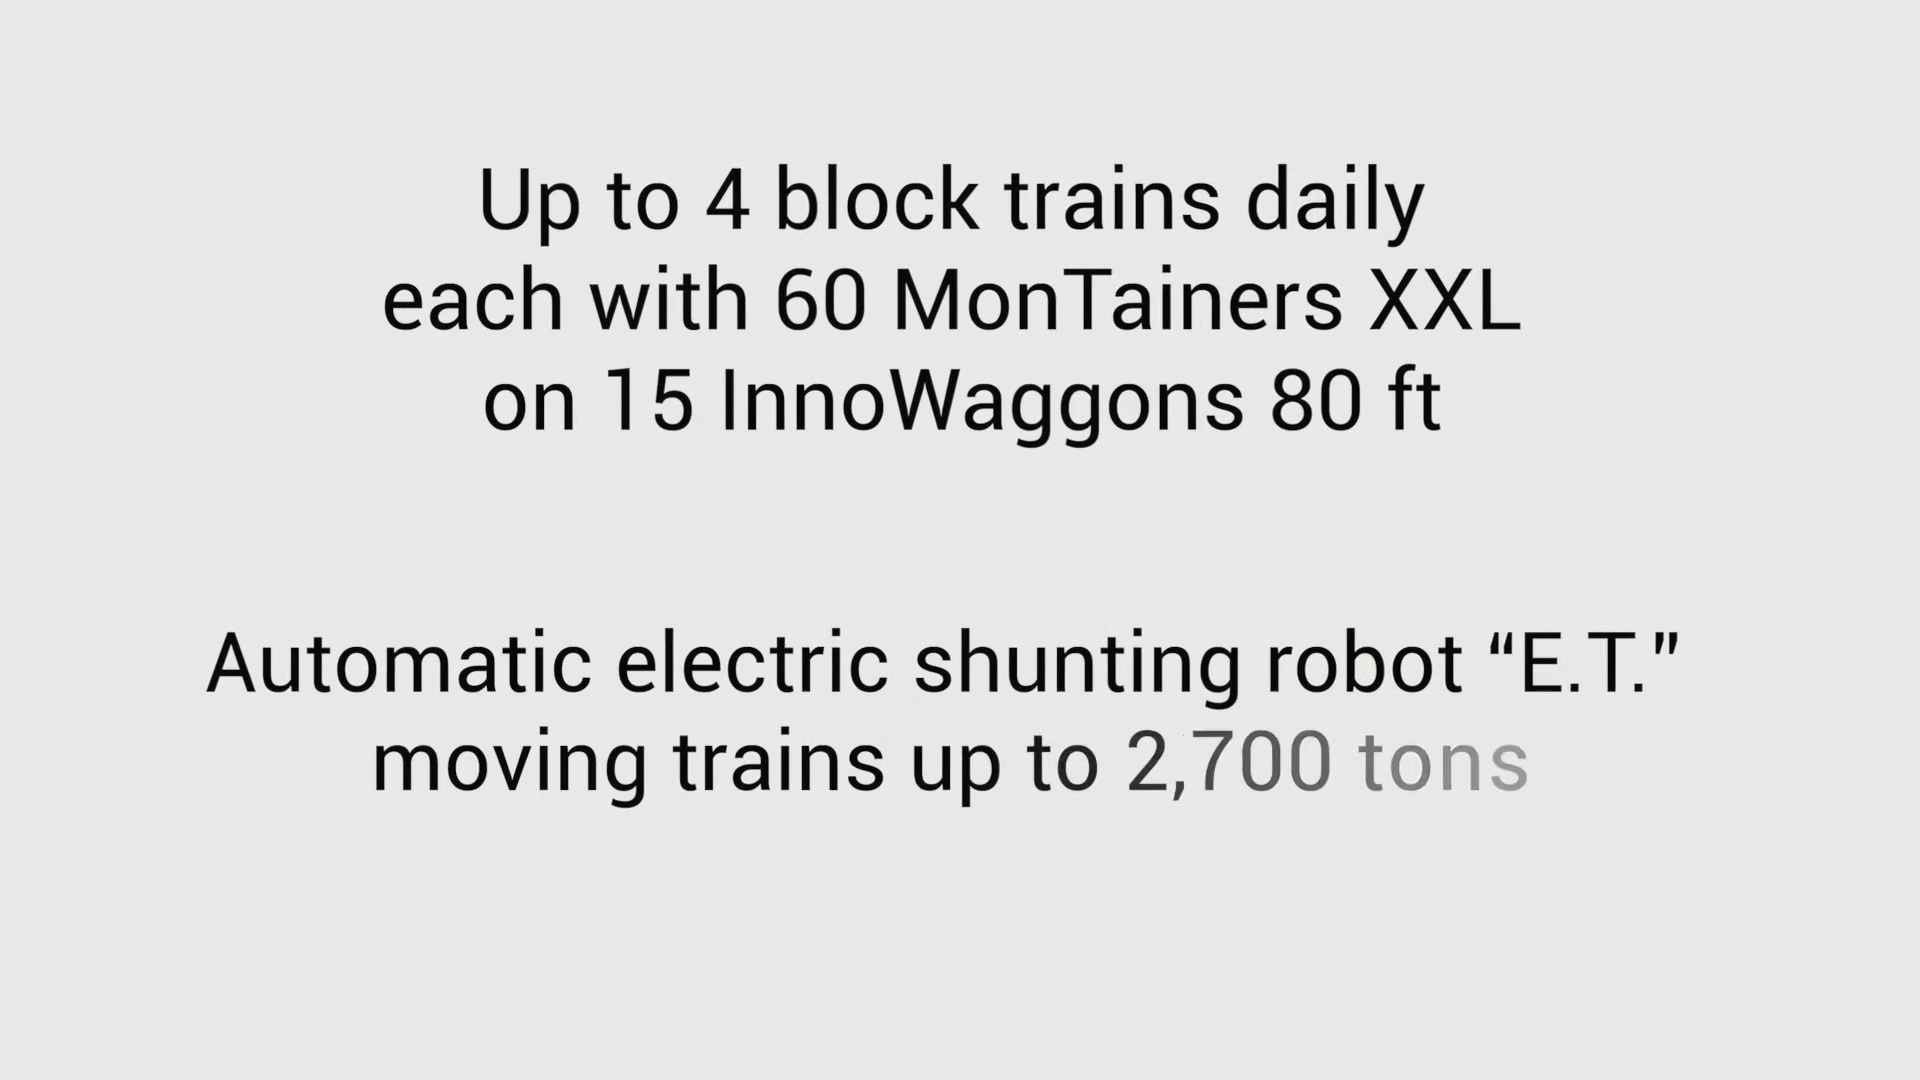 Up to 4 block trains daily
each with 60 MonTainers XXL
on 15 InnoWaggons 80 ft
Automatic electric shunting robot “E.T.”
moving trains up to 2,700 tons